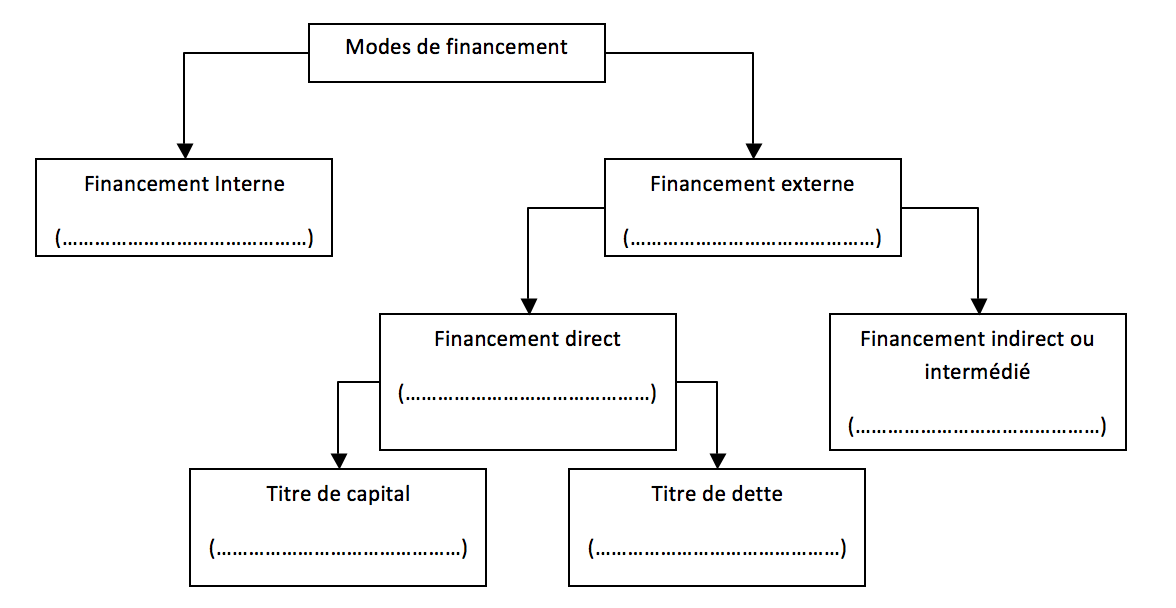 Modes de financement
Financement Interne
(………………………………………)
Financement externe
(………………………………………)
Financement direct
(………………………………………)
Financement indirect ou
intermédié
(………………………………………)
Titre de capital
(………………………………………)
Titre de dette
(………………………………………)